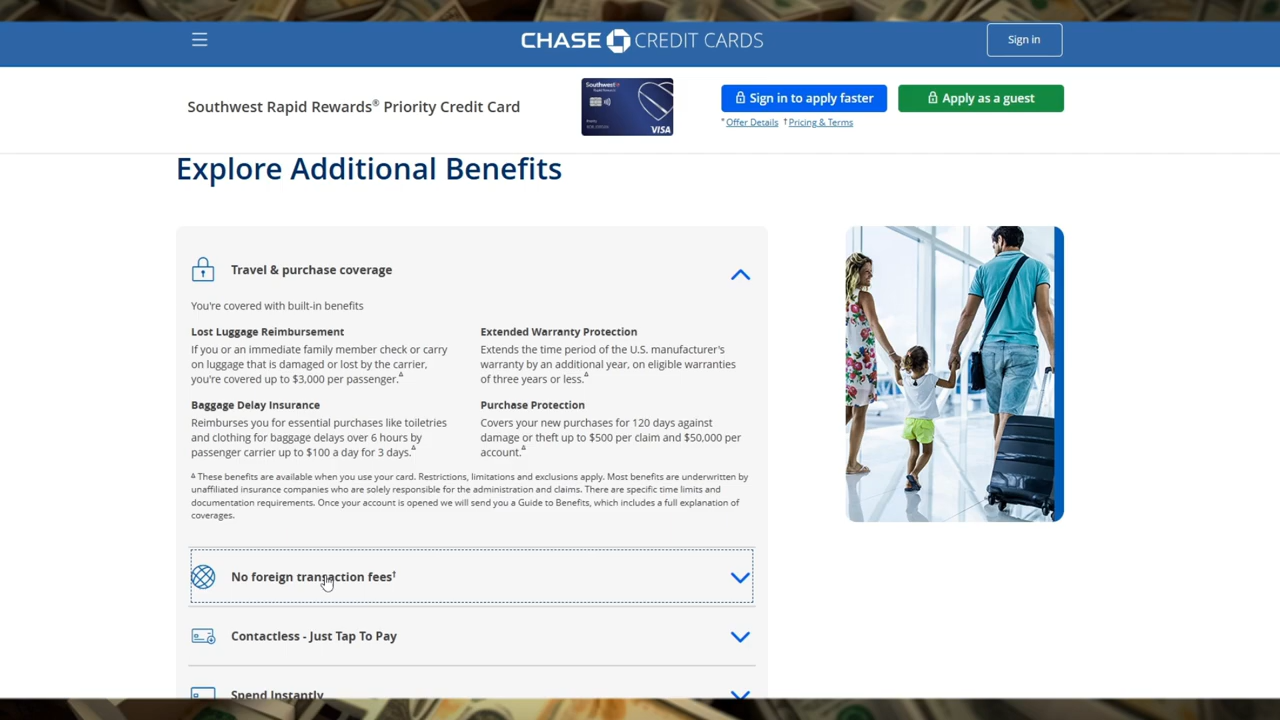 CHASE CREDIT CARDS
Sign in
Southwest Rapid Rewards® Priority Credit Card
Southwest
VISA
Sign in to apply faster
Apply as a guest
* Offer Details †Pricing & Terms
Explore Additional Benefits
Travel & purchase coverage
You're covered with built-in benefits
Lost Luggage Reimbursement
If you or an immediate family member check or carry
on luggage that is damaged or lost by the carrier,
you're covered up to $3,000 per passenger.Δ
Baggage Delay Insurance
Reimburses you for essential purchases like toiletries
and clothing for baggage delays over 6 hours by
passenger carrier up to $100 a day for 3 days.Δ
Extended Warranty Protection
Extends the time period of the U.S. manufacturer's
warranty by an additional year, on eligible warranties
of three years or less.Δ
Purchase Protection
Covers your new purchases for 120 days against
damage or theft up to $500 per claim and $50,000 per
account.Δ
Δ These benefits are available when you use your card. Restrictions, limitations and exclusions apply. Most benefits are underwritten by
unaffiliated insurance companies who are solely responsible for the administration and claims. There are specific time limits and
documentation requirements. Once your account is opened we will send you a Guide to Benefits, which includes a full explanation of
coverages.
No foreign transaction fees†
Contactless - Just Tap To Pay
Spend Instantly